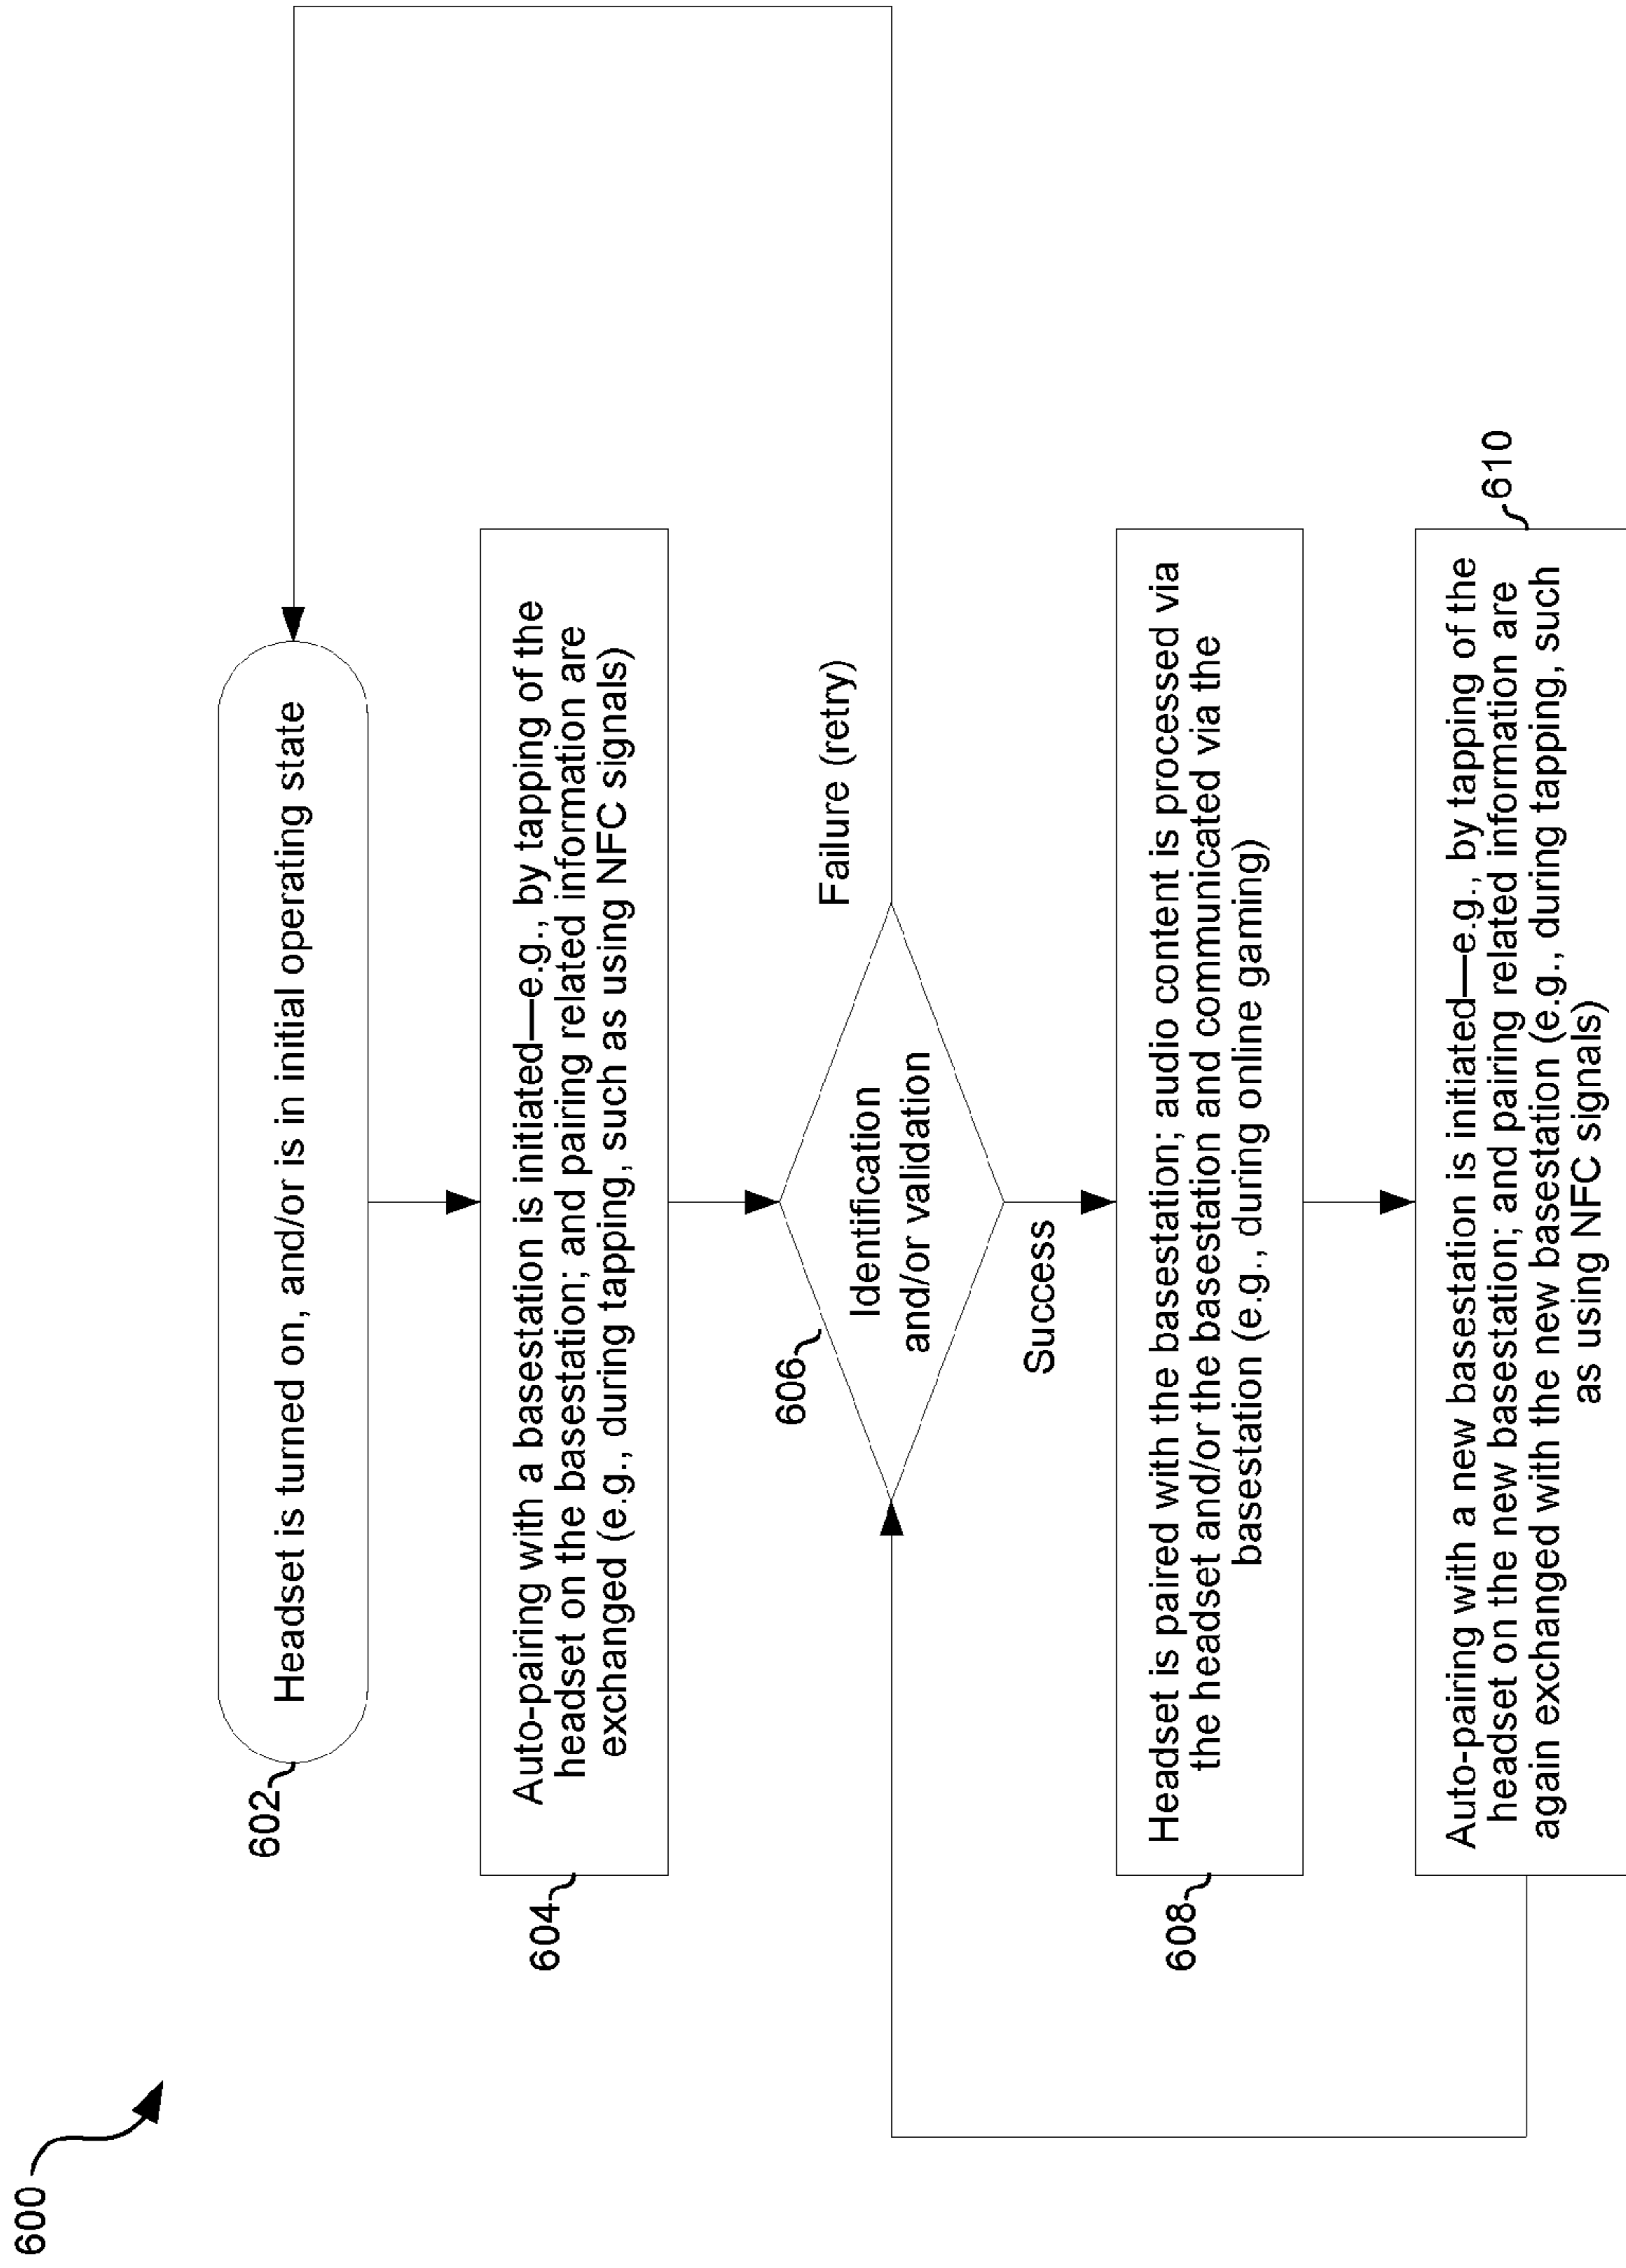 600
602
Headset is turned on, and/or is in initial operating state
604
Auto-pairing with a basestation is initiated—e.g., by tapping of the
headset on the basestation; and pairing related information are
exchanged (e.g., during tapping, such as using NFC signals)
606
Identification
and/or validation
Failure (retry)
Success
608
Headset is paired with the basestation; audio content is processed via
the headset and/or the basestation and communicated via the
basestation (e.g., during online gaming)
610
Auto-pairing with a new basestation is initiated—e.g., by tapping of the
headset on the new basestation; and pairing related information are
again exchanged with the new basestation (e.g., during tapping, such
as using NFC signals)